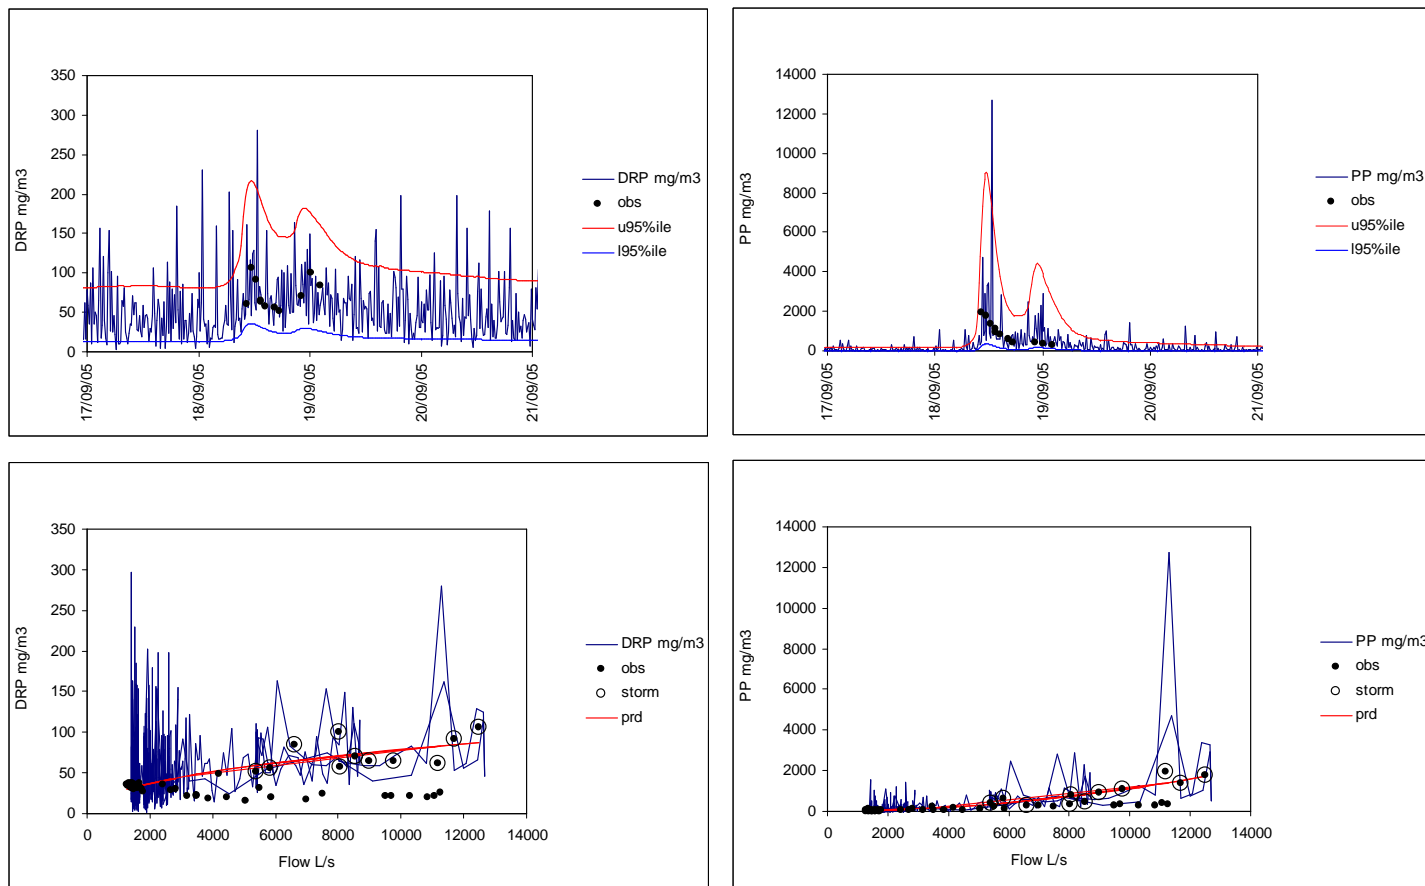 350
300
250
200
150
100
50
0
DRP mg/m3
17/09/05
18/09/05
19/09/05
20/09/05
21/09/05
DRP mg/m3
obs
u95%ile
l95%ile
14000
12000
10000
8000
6000
4000
2000
0
PP mg/m3
17/09/05
18/09/05
19/09/05
20/09/05
21/09/05
PP mg/m3
obs
u95%ile
l95%ile
350
300
250
200
150
100
50
0
DRP mg/m3
0 2000 4000 6000 8000 10000 12000 14000
Flow L/s
DRP mg/m3
obs
storm
prd
14000
12000
10000
8000
6000
4000
2000
0
PP mg/m3
0 2000 4000 6000 8000 10000 12000 14000
Flow L/s
PP mg/m3
obs
storm
prd